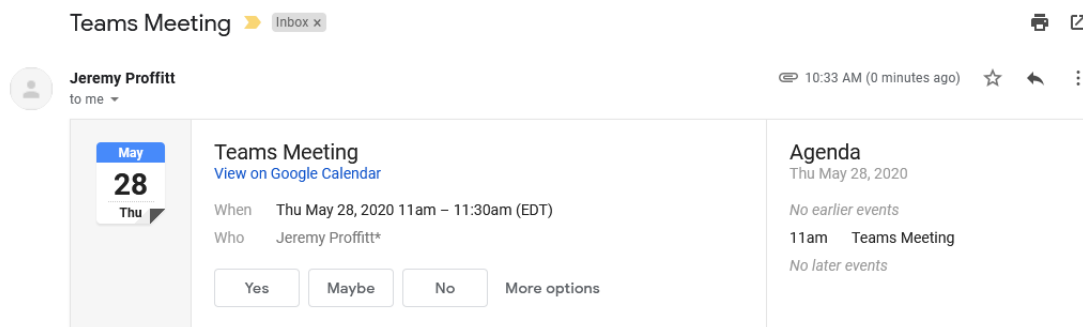 Teams Meeting
Inbox x
Jeremy Proffitt
10:33 AM (0 minutes ago)
to me
May
28
Thu
Teams Meeting
View on Google Calendar
When Thu May 28, 2020 11am – 11:30am (EDT)
Who Jeremy Proffitt*
Yes
Maybe
No
More options
Agenda
Thu May 28, 2020
No earlier events
11am Teams Meeting
No later events